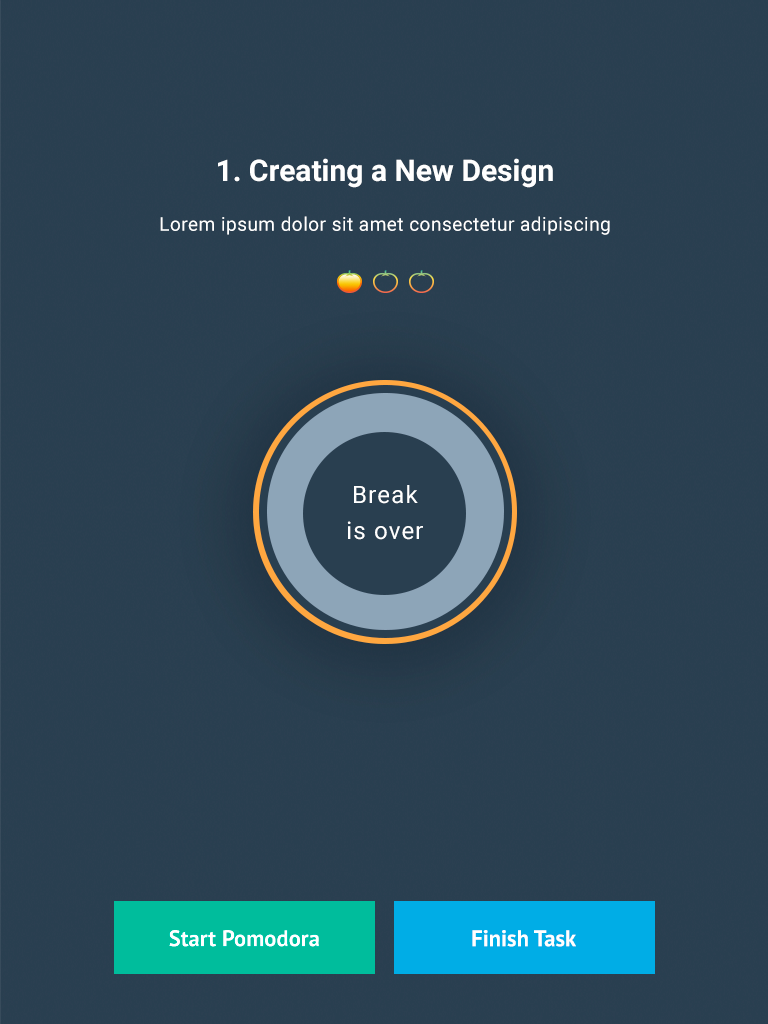 1. Creating a New Design
Lorem ipsum dolor sit amet consectetur adipiscing
Break
is over
Start Pomodora
Finish Task